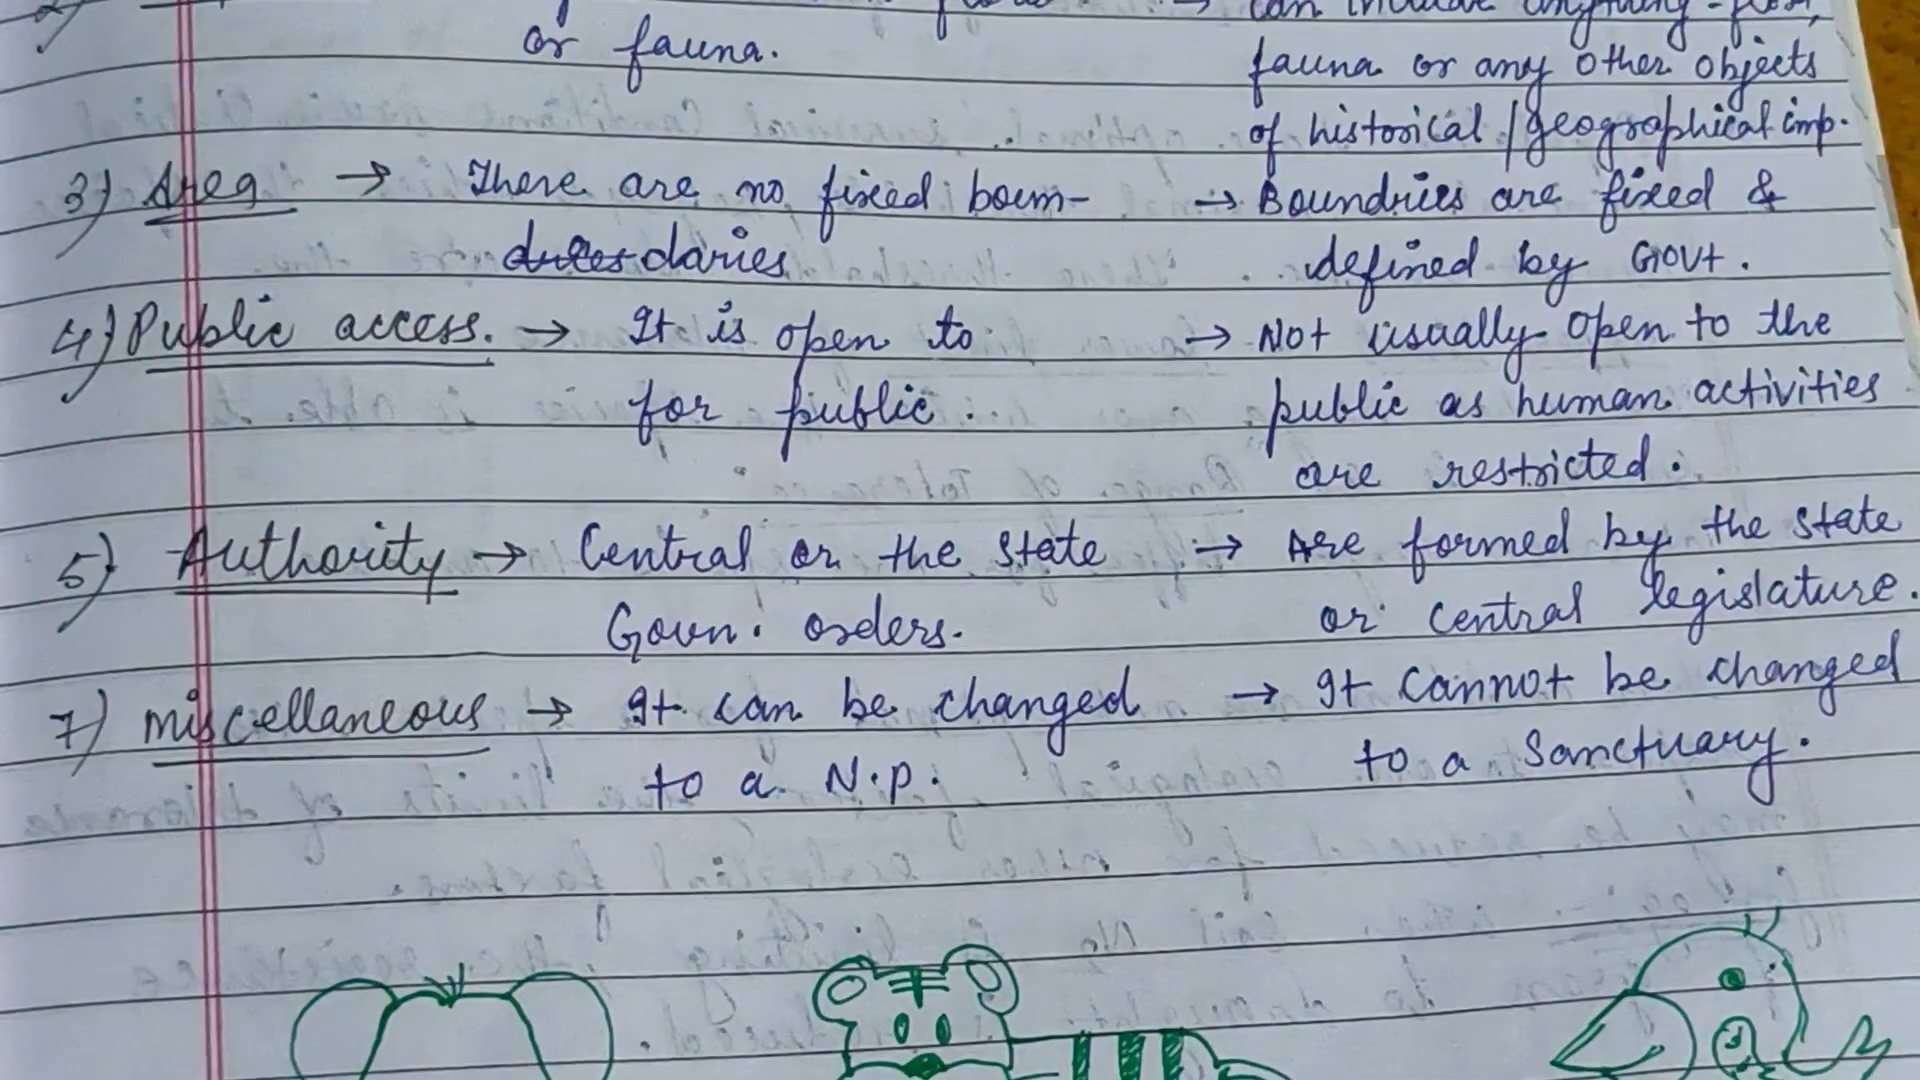 or fauna.
fauna or any other objects
of historical / geographical imp.
3) Area → There are no fixed boun- → Boundries are fixed &
daries defined by Govt.
4) Public access. → It is open to → Not usually open to the
for public. public as human activities
are restricted.
5) Authority → Central or the state → Are formed by the state
Govn. orders. or central legislature.
7) miscellaneous → It can be changed → It cannot be changed
to a N.P. to a Sanctuary.